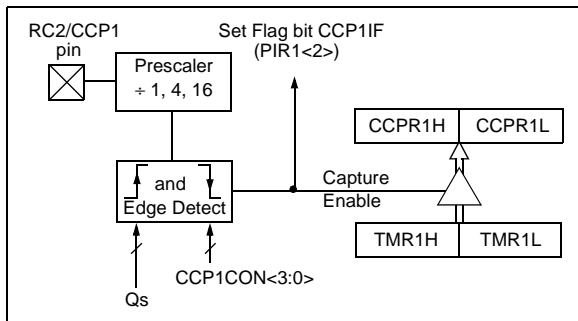 RC2/CCP1
pin
Prescaler
÷ 1, 4, 16
Set Flag bit CCP1IF
(PIR1<2>)
CCPR1H CCPR1L
and
Edge Detect
Capture
Enable
TMR1H TMR1L
CCP1CON<3:0>
Qs